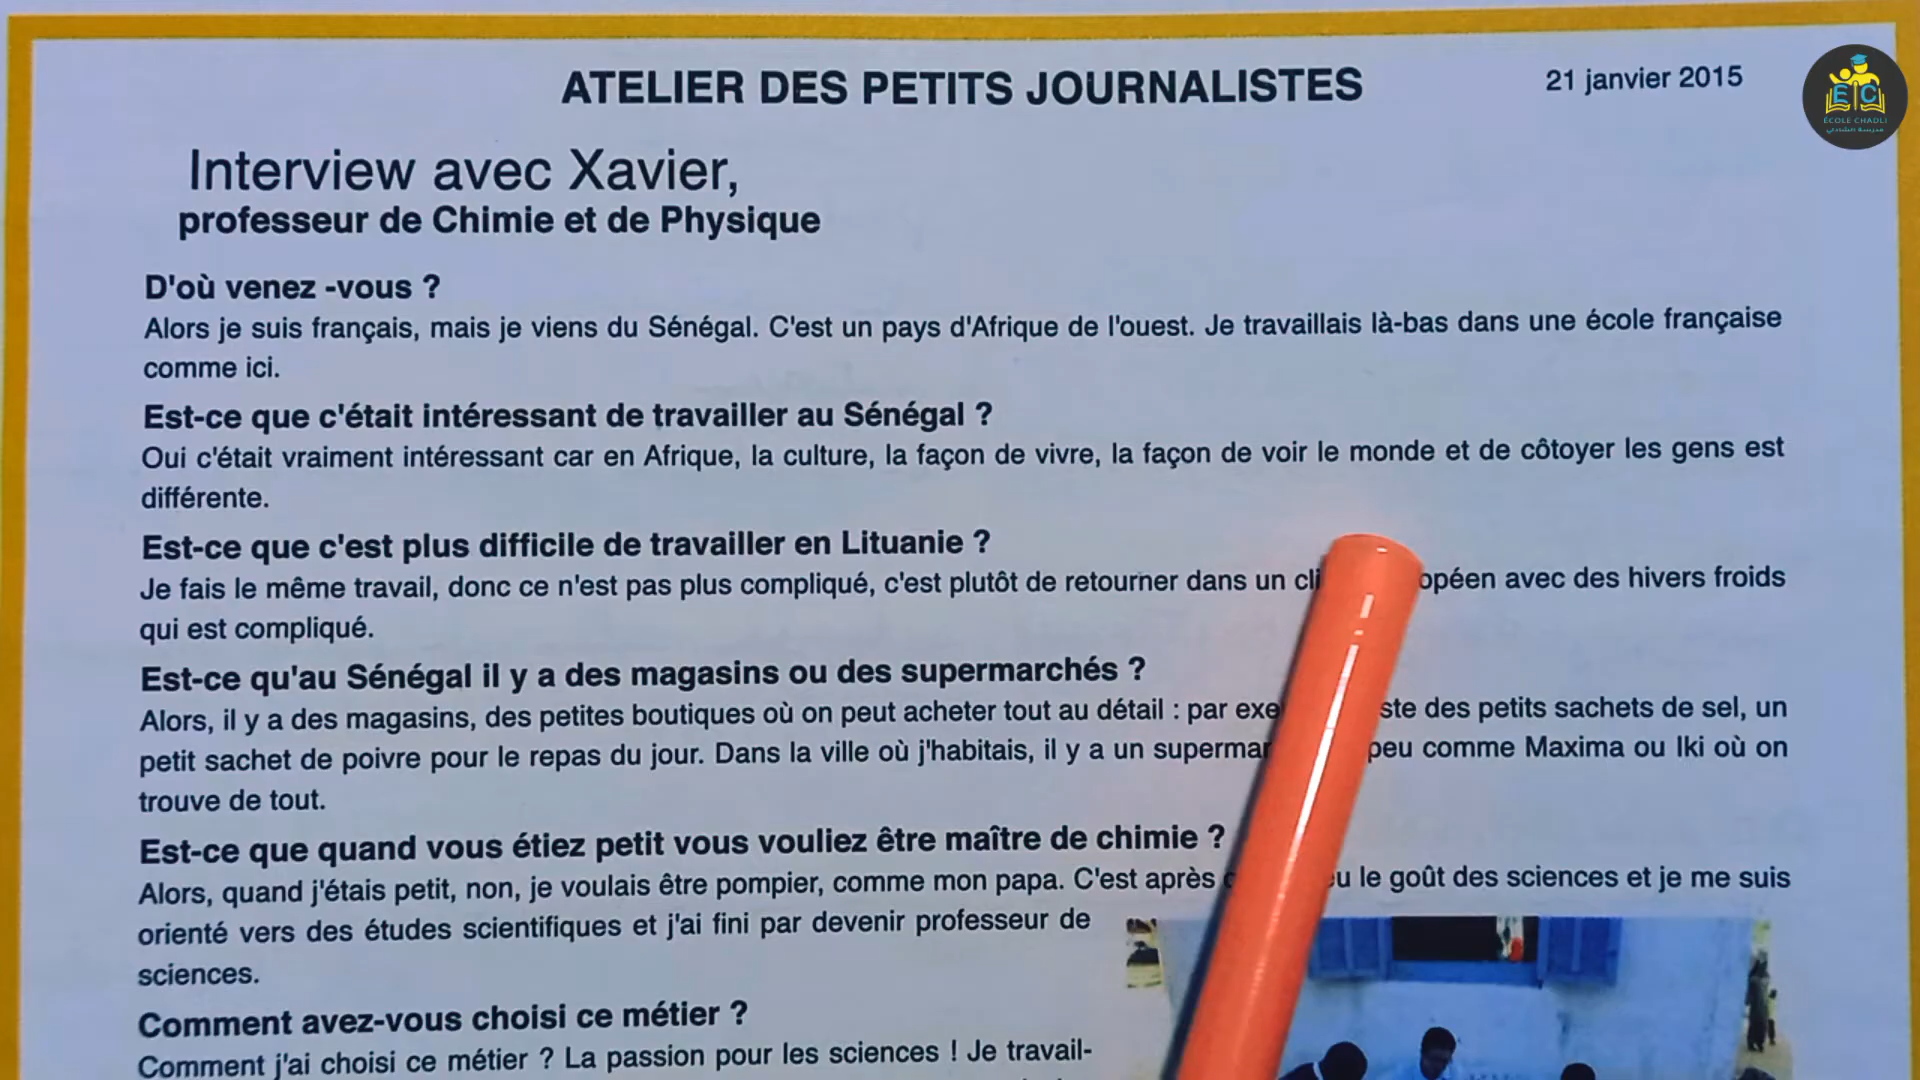 ATELIER DES PETITS JOURNALISTES
21 janvier 2015
E C
ÉCOLE CHADLI
مدرسة الشاذلي
Interview avec Xavier,
professeur de Chimie et de Physique
D'où venez -vous ?
Alors je suis français, mais je viens du Sénégal. C'est un pays d'Afrique de l'ouest. Je travaillais là-bas dans une école française
comme ici.
Est-ce que c'était intéressant de travailler au Sénégal ?
Oui c'était vraiment intéressant car en Afrique, la culture, la façon de vivre, la façon de voir le monde et de côtoyer les gens est
différente.
Est-ce que c'est plus difficile de travailler en Lituanie ?
Je fais le même travail, donc ce n'est pas plus compliqué, c'est plutôt de retourner dans un avec des hivers froids
qui est compliqué.
Est-ce qu'au Sénégal il y a des magasins ou des supermarchés ?
Alors, il y a des magasins, des petites boutiques où on peut acheter tout au détail : par des petits sachets de sel, un
petit sachet de poivre pour le repas du jour. Dans la ville où j'habitais, il y a un peu comme Maxima ou Iki où on
trouve de tout.
Est-ce que quand vous étiez petit vous vouliez être maître de chimie ?
Alors, quand j'étais petit, non, je voulais être pompier, comme mon papa. C'est après le goût des sciences et je me suis
orienté vers des études scientifiques et j'ai fini par devenir professeur de
sciences.
Comment avez-vous choisi ce métier ?
Comment j'ai choisi ce métier ? La passion pour les sciences ! Je travail-